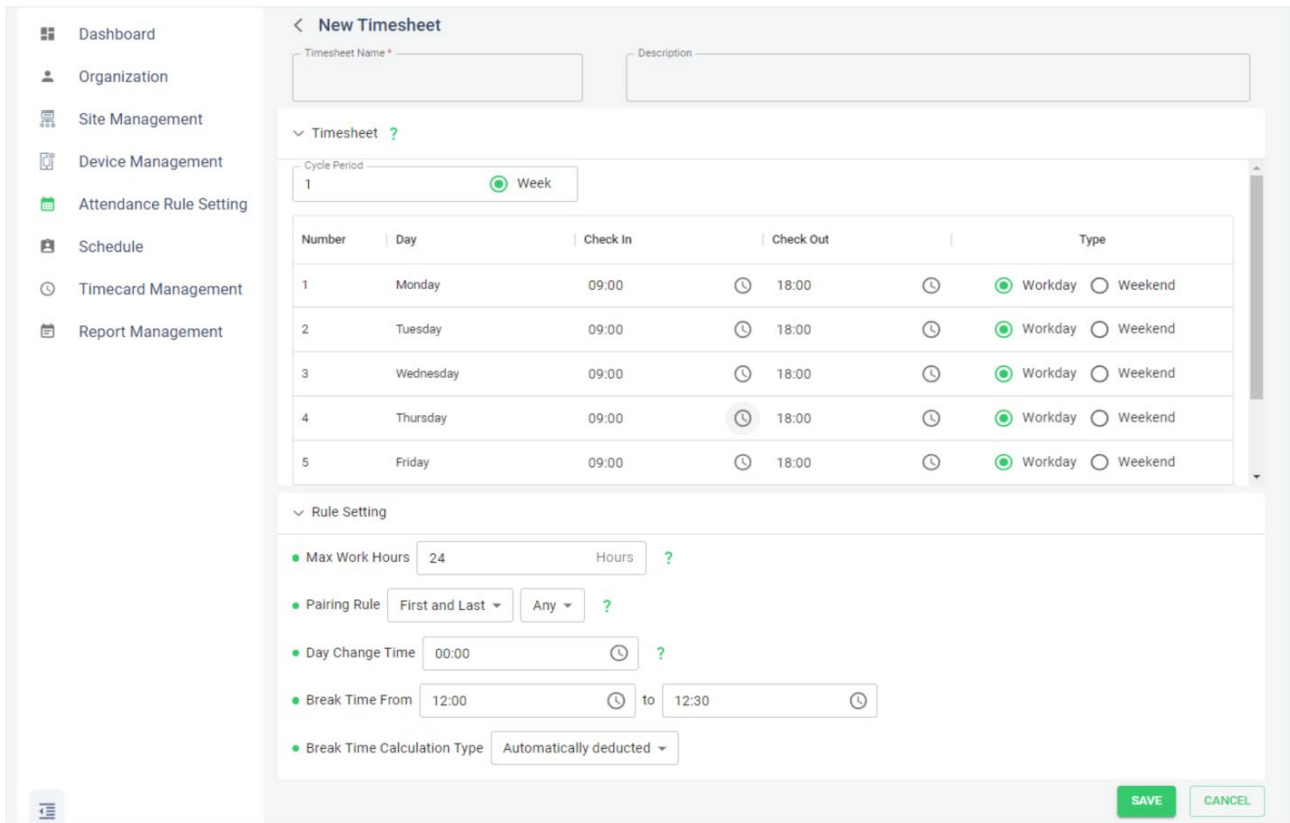 Dashboard
Organization
Site Management
Device Management
Attendance Rule Setting
Schedule
Timecard Management
Report Management
New Timesheet
Timesheet Name *
Description
Timesheet ?
Cycle Period
1 Week
Number Day Check In Check Out Type
1 Monday 09:00 18:00 Workday Weekend
2 Tuesday 09:00 18:00 Workday Weekend
3 Wednesday 09:00 18:00 Workday Weekend
4 Thursday 09:00 18:00 Workday Weekend
5 Friday 09:00 18:00 Workday Weekend
Rule Setting
Max Work Hours 24 Hours ?
Pairing Rule First and Last Any ?
Day Change Time 00:00 ?
Break Time From 12:00 to 12:30
Break Time Calculation Type Automatically deducted
SAVE CANCEL